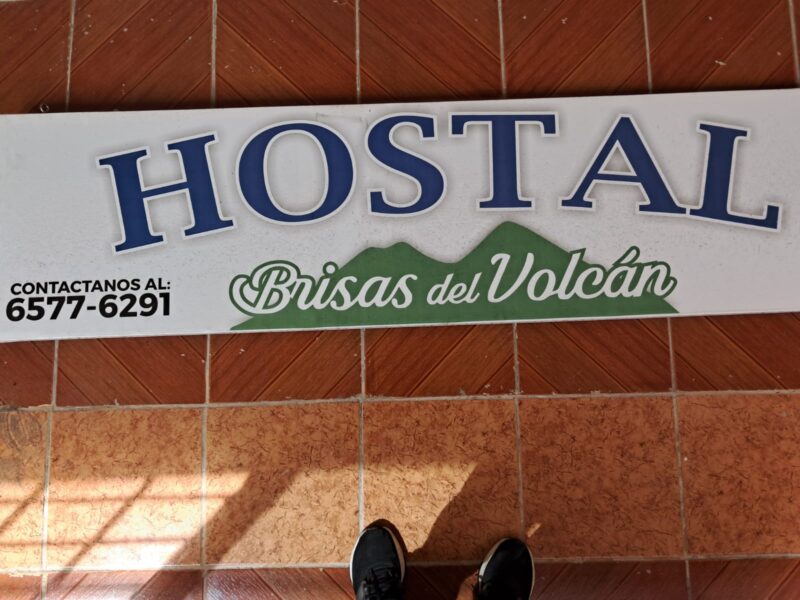 HOSTAL
Brisas del Volcán
CONTACTANOS AL:
6577-6291